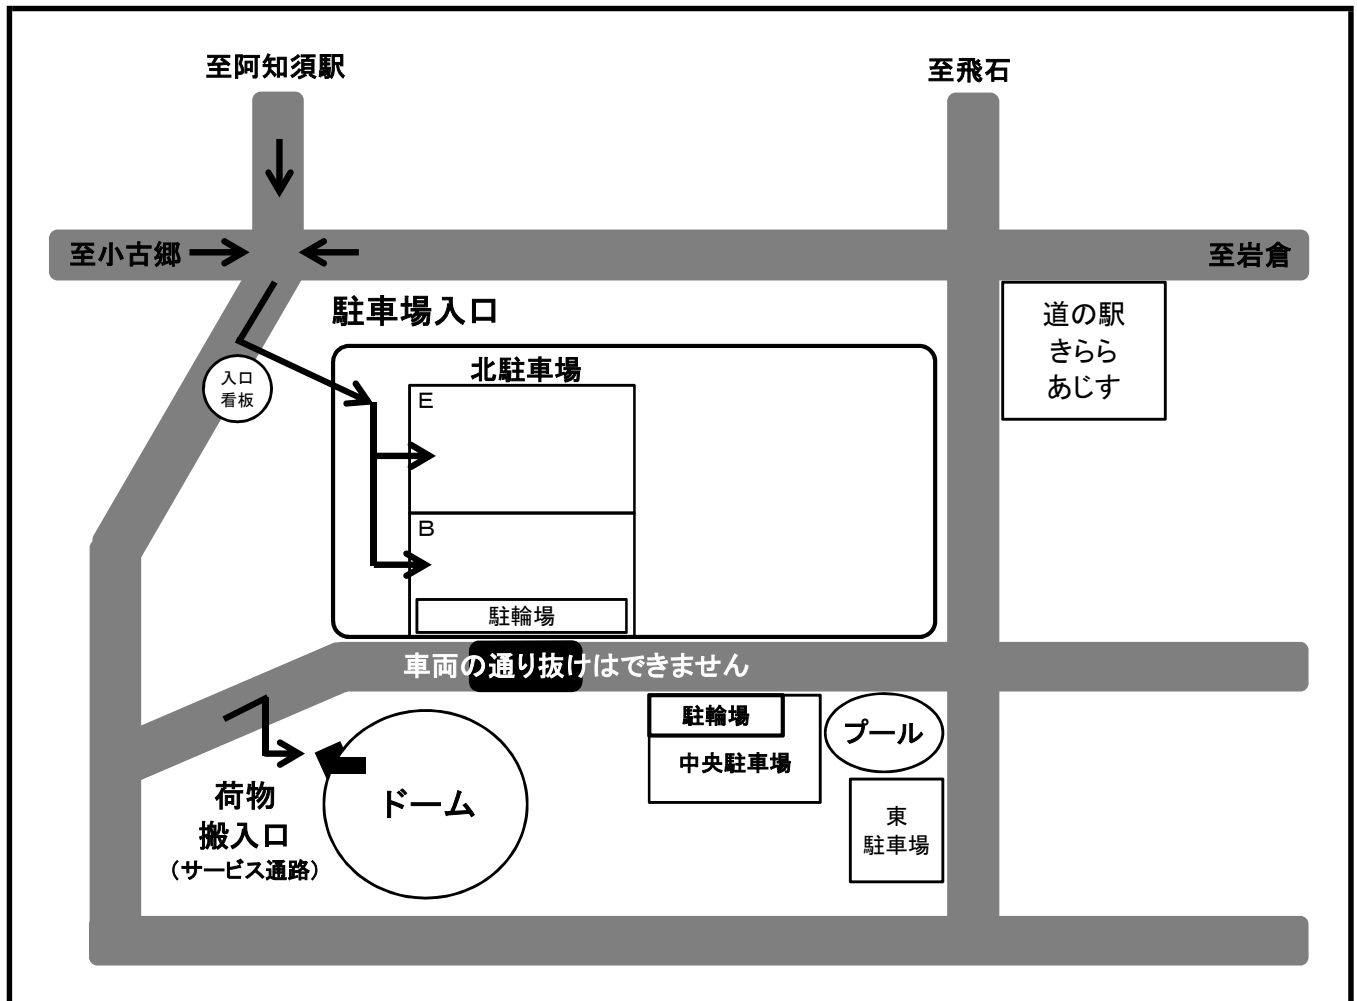 至阿知須駅
至飛石
至小古郷
至岩倉
駐車場入口
道の駅
きらら
あじす
入口
看板
北駐車場
E
B
駐輪場
車両の通り抜けはできません
駐輪場
中央駐車場
プール
東
駐車場
荷物
搬入口
（サービス通路）
ドーム